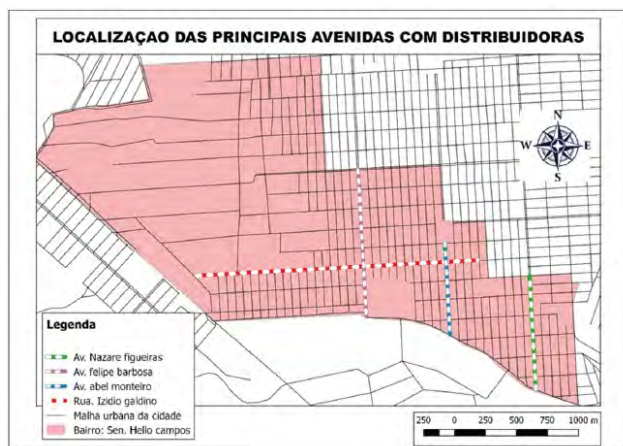 LOCALIZAÇAO DAS PRINCIPAIS AVENIDAS COM DISTRIBUIDORAS
N
W E
S
Legenda
Av. Nazare figueiras
Av. felipe barbosa
Av. abel monteiro
Rua. Izidio galdino
Malha urbana da cidade
Bairro: Sen. Helio campos
250 0 250 500 750 1000 m